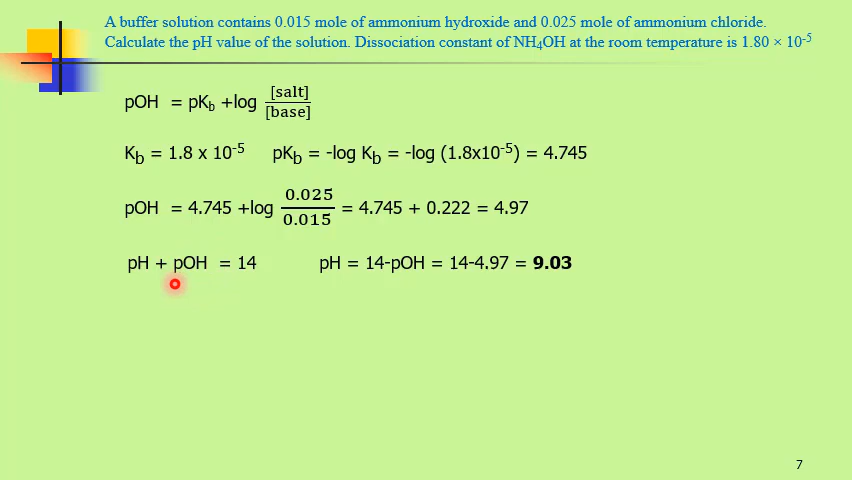 A buffer solution contains 0.015 mole of ammonium hydroxide and 0.025 mole of ammonium chloride.
Calculate the pH value of the solution. Dissociation constant of NH₄OH at the room temperature is 1.80 × 10⁻⁵
pOH = pK_b +log [salt]/[base]
K_b = 1.8 x 10⁻⁵ pK_b = -log K_b = -log (1.8x10⁻⁵) = 4.745
pOH = 4.745 +log 0.025/0.015 = 4.745 + 0.222 = 4.97
pH + pOH = 14 pH = 14-pOH = 14-4.97 = 9.03
7